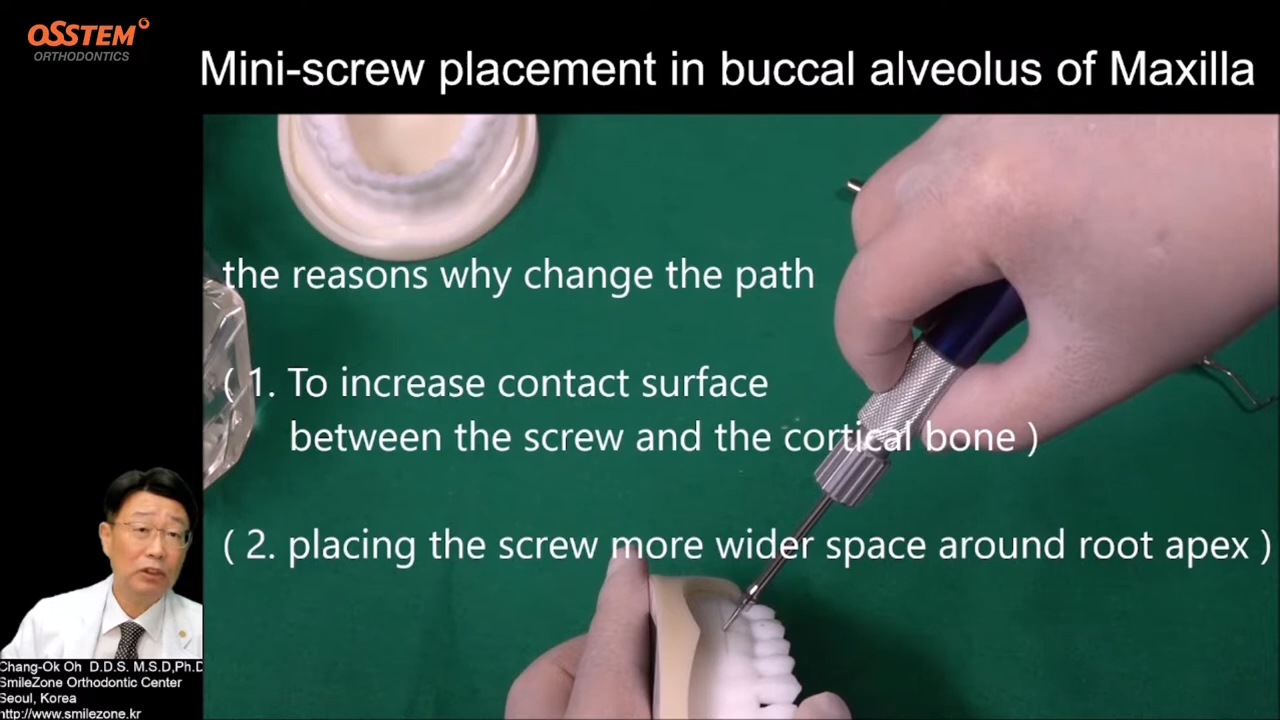 OSSTEM
ORTHODONTICS
Mini-screw placement in buccal alveolus of Maxilla
the reasons why change the path
( 1. To increase contact surface
between the screw and the cortical bone )
( 2. placing the screw more wider space around root apex )
Chang-Ok Oh D.D.S. M.S.D,Ph.D
SmileZone Orthodontic Center
Seoul, Korea
http://www.smilezone.kr